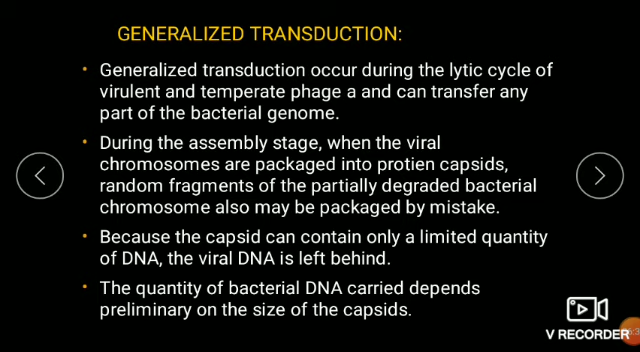 GENERALIZED TRANSDUCTION:
Generalized transduction occur during the lytic cycle of
virulent and temperate phage a and can transfer any
part of the bacterial genome.
During the assembly stage, when the viral
chromosomes are packaged into protien capsids,
random fragments of the partially degraded bacterial
chromosome also may be packaged by mistake.
Because the capsid can contain only a limited quantity
of DNA, the viral DNA is left behind.
The quantity of bacterial DNA carried depends
preliminary on the size of the capsids.
V RECORDER